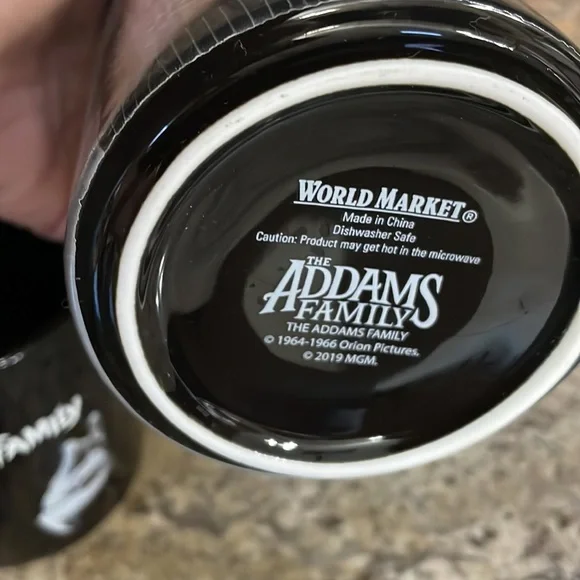 WORLD MARKET®
Made in China
Dishwasher Safe
Caution: Product may get hot in the microwave
THE
ADDAMS
FAMILY
THE ADDAMS FAMILY
© 1964-1966 Orion Pictures.
© 2019 MGM.
FAMILY